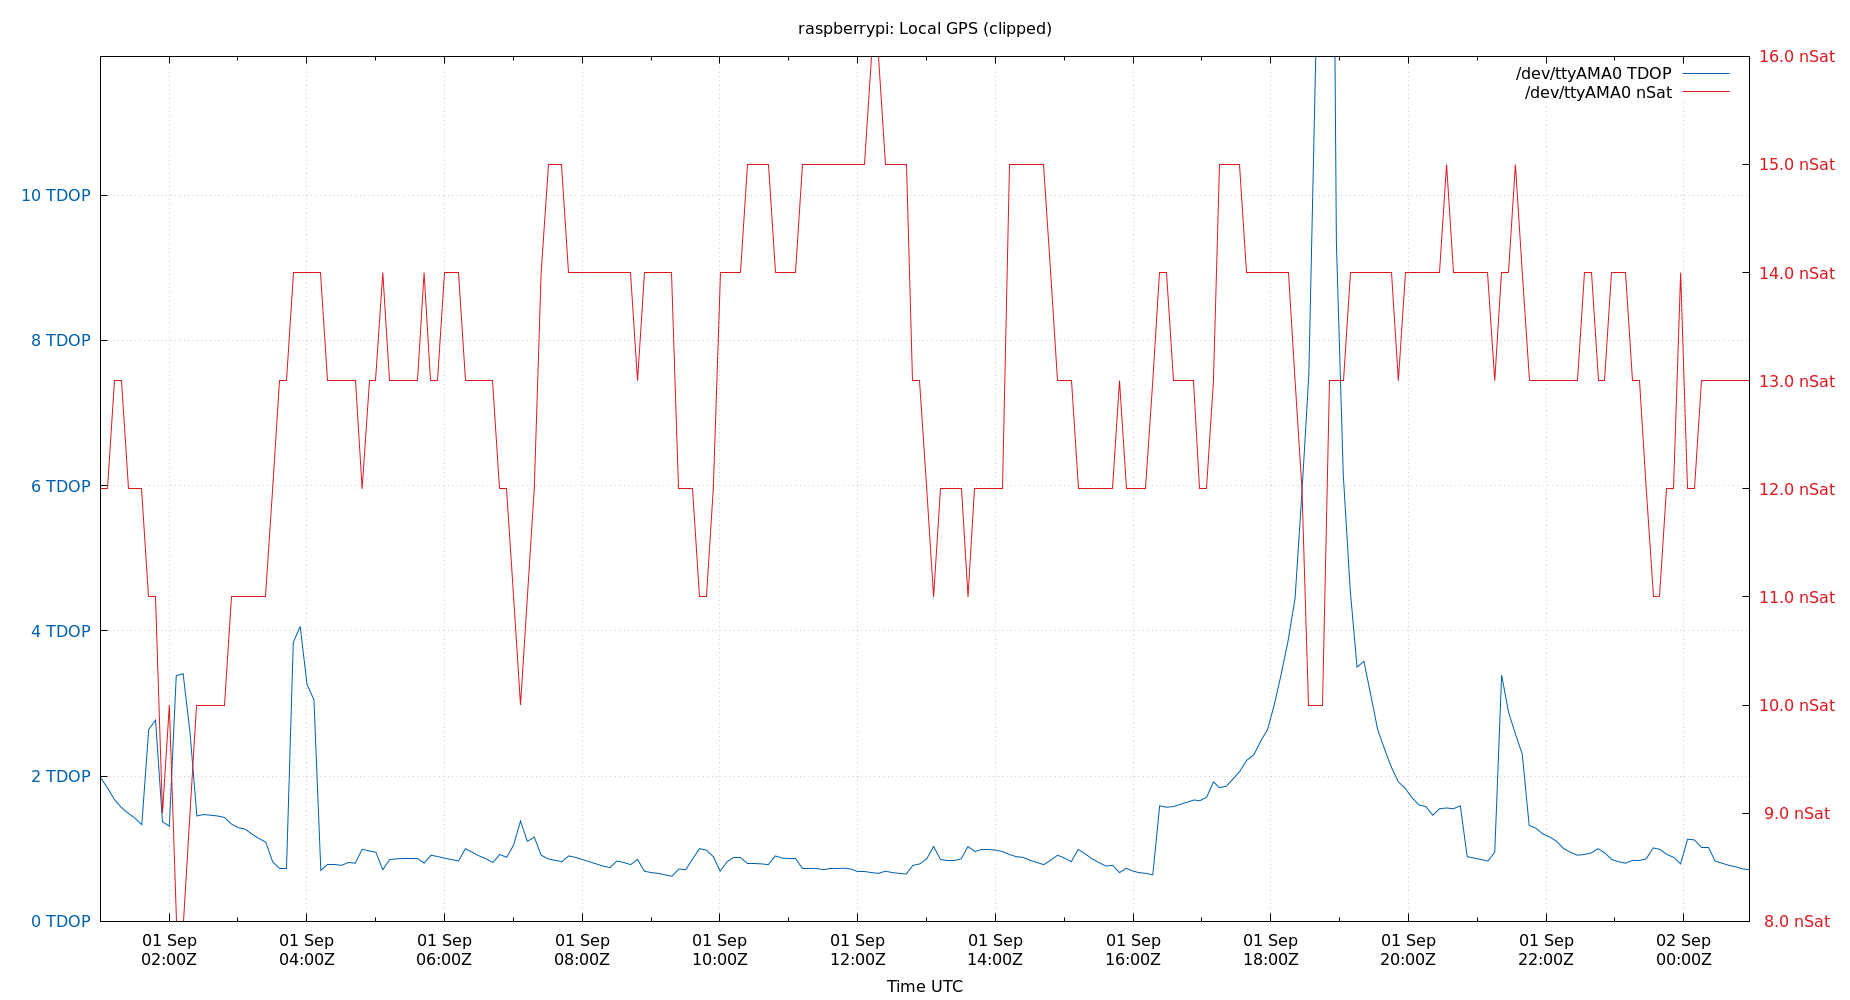 raspberrypi: Local GPS (clipped)
/dev/ttyAMA0 TDOP
/dev/ttyAMA0 nSat
10 TDOP
8 TDOP
6 TDOP
4 TDOP
2 TDOP
0 TDOP
16.0 nSat
15.0 nSat
14.0 nSat
13.0 nSat
12.0 nSat
11.0 nSat
10.0 nSat
9.0 nSat
8.0 nSat
01 Sep 01 Sep 01 Sep 01 Sep 01 Sep 01 Sep 01 Sep 01 Sep 01 Sep 01 Sep 01 Sep 02 Sep
02:00Z 04:00Z 06:00Z 08:00Z 10:00Z 12:00Z 14:00Z 16:00Z 18:00Z 20:00Z 22:00Z 00:00Z
Time UTC